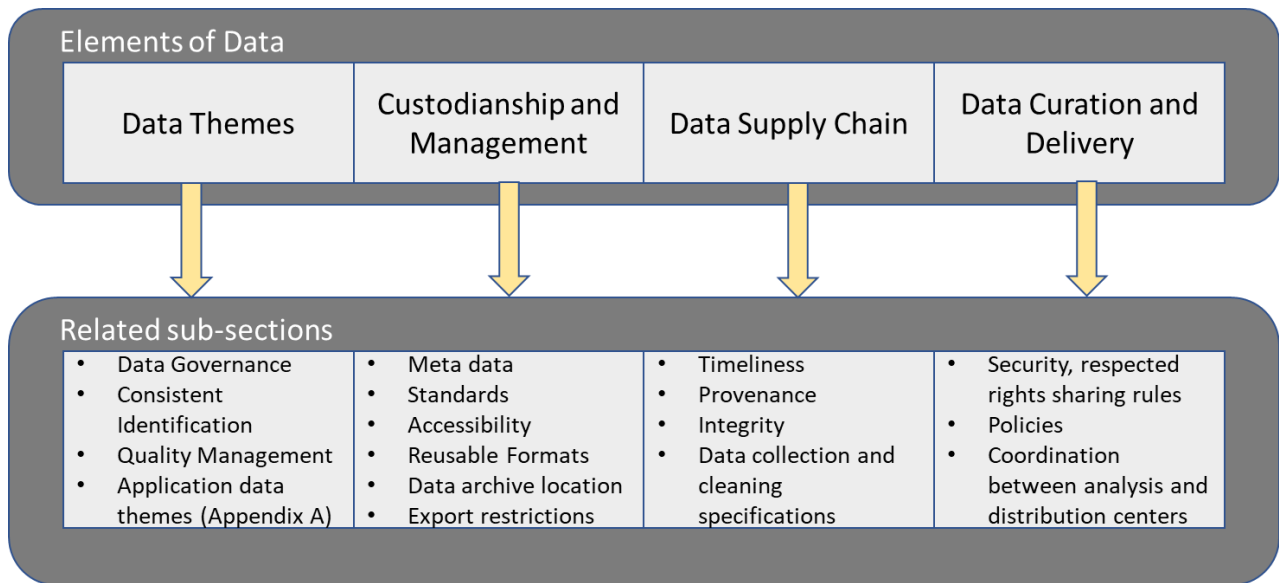 Elements of Data
Data Themes
Custodianship and
Management
Data Supply Chain
Data Curation and
Delivery
Related sub-sections
• Data Governance
• Consistent
Identification
• Quality Management
• Application data
themes (Appendix A)
• Meta data
• Standards
• Accessibility
• Reusable Formats
• Data archive location
• Export restrictions
• Timeliness
• Provenance
• Integrity
• Data collection and
cleaning
specifications
• Security, respected
rights sharing rules
• Policies
• Coordination
between analysis and
distribution centers